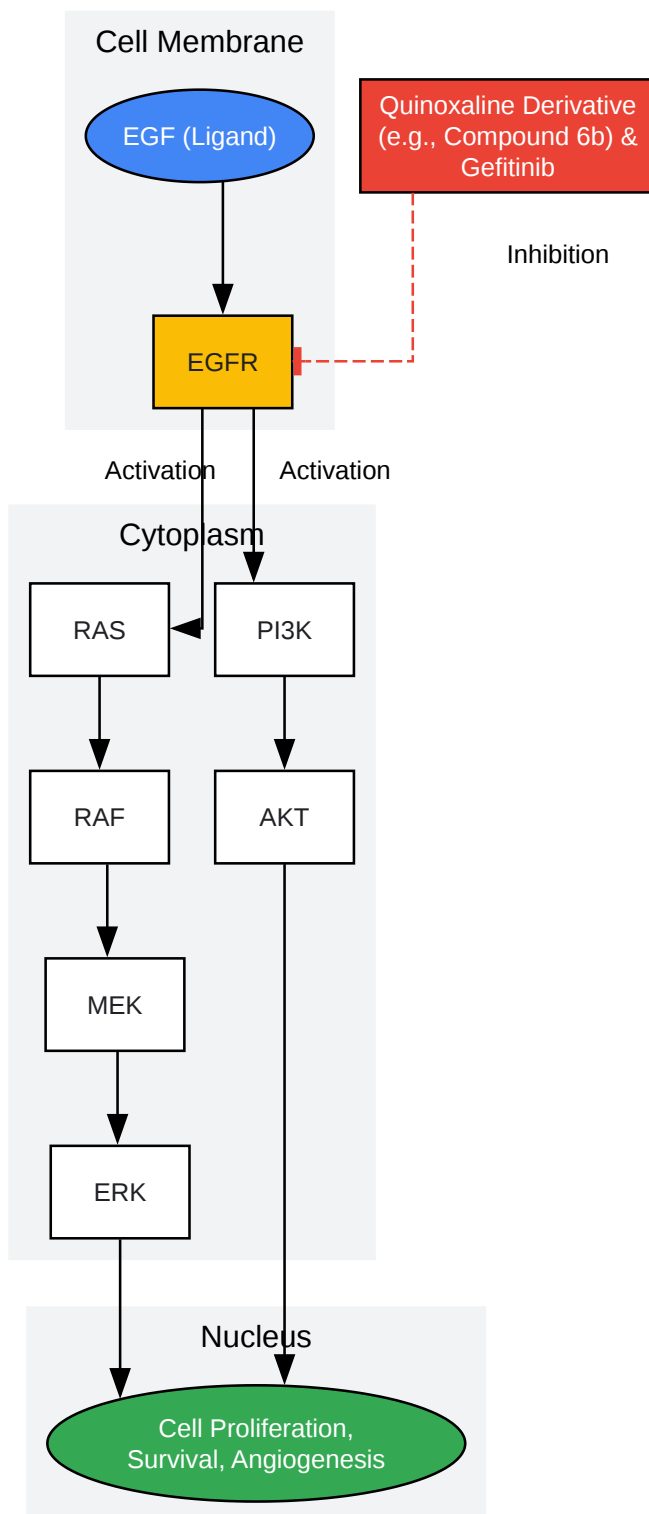 Cell Membrane
EGF (Ligand)
Quinoxaline Derivative
(e.g., Compound 6b) &
Gefitinib
Inhibition
EGFR
Activation
Activation
Cytoplasm
RAS
PI3K
RAF
AKT
MEK
ERK
Nucleus
Cell Proliferation,
Survival, Angiogenesis